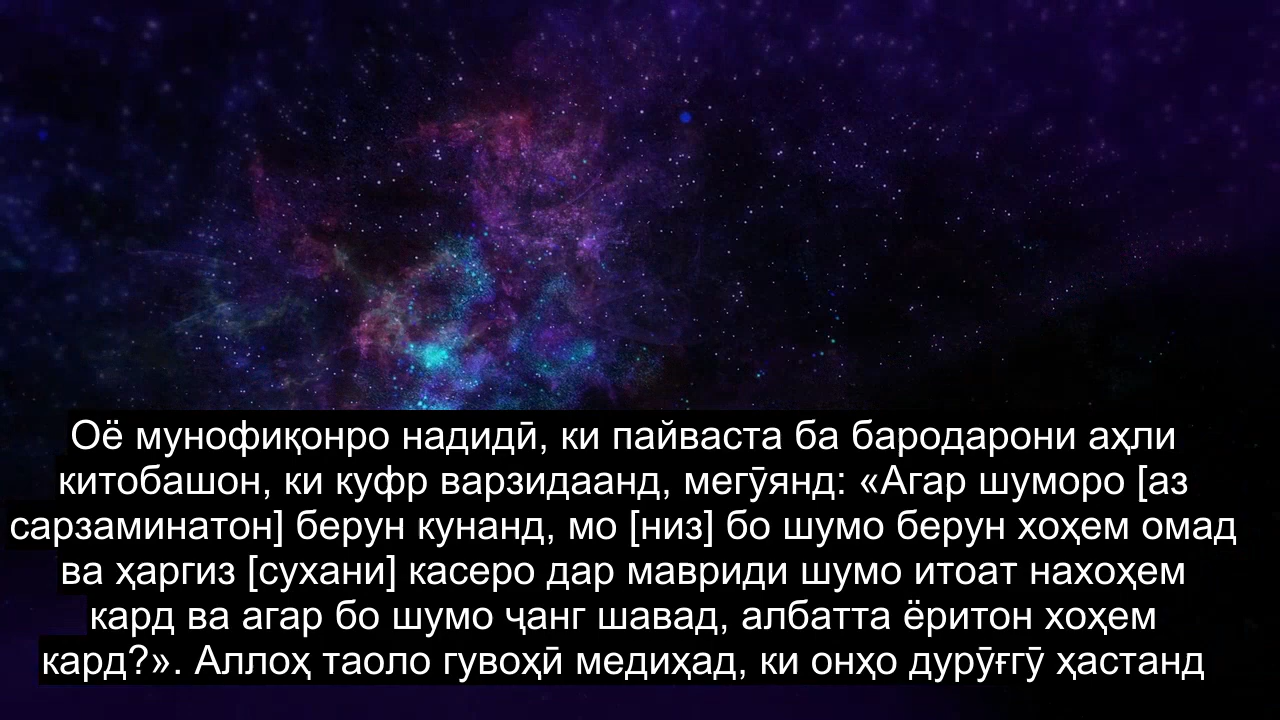 Оё мунофиқонро надидӣ, ки пайваста ба бародарони аҳли
китобашон, ки куфр варзидаанд, мегӯянд: «Агар шуморо [аз
сарзаминатон] берун кунанд, мо [низ] бо шумо берун хоҳем омад
ва ҳаргиз [сухани] касеро дар мавриди шумо итоат нахоҳем
кард ва агар бо шумо ҷанг шавад, албатта ёритон хоҳем
кард?». Аллоҳ таоло гувоҳӣ медиҳад, ки онҳо дурӯғгӯ ҳастанд